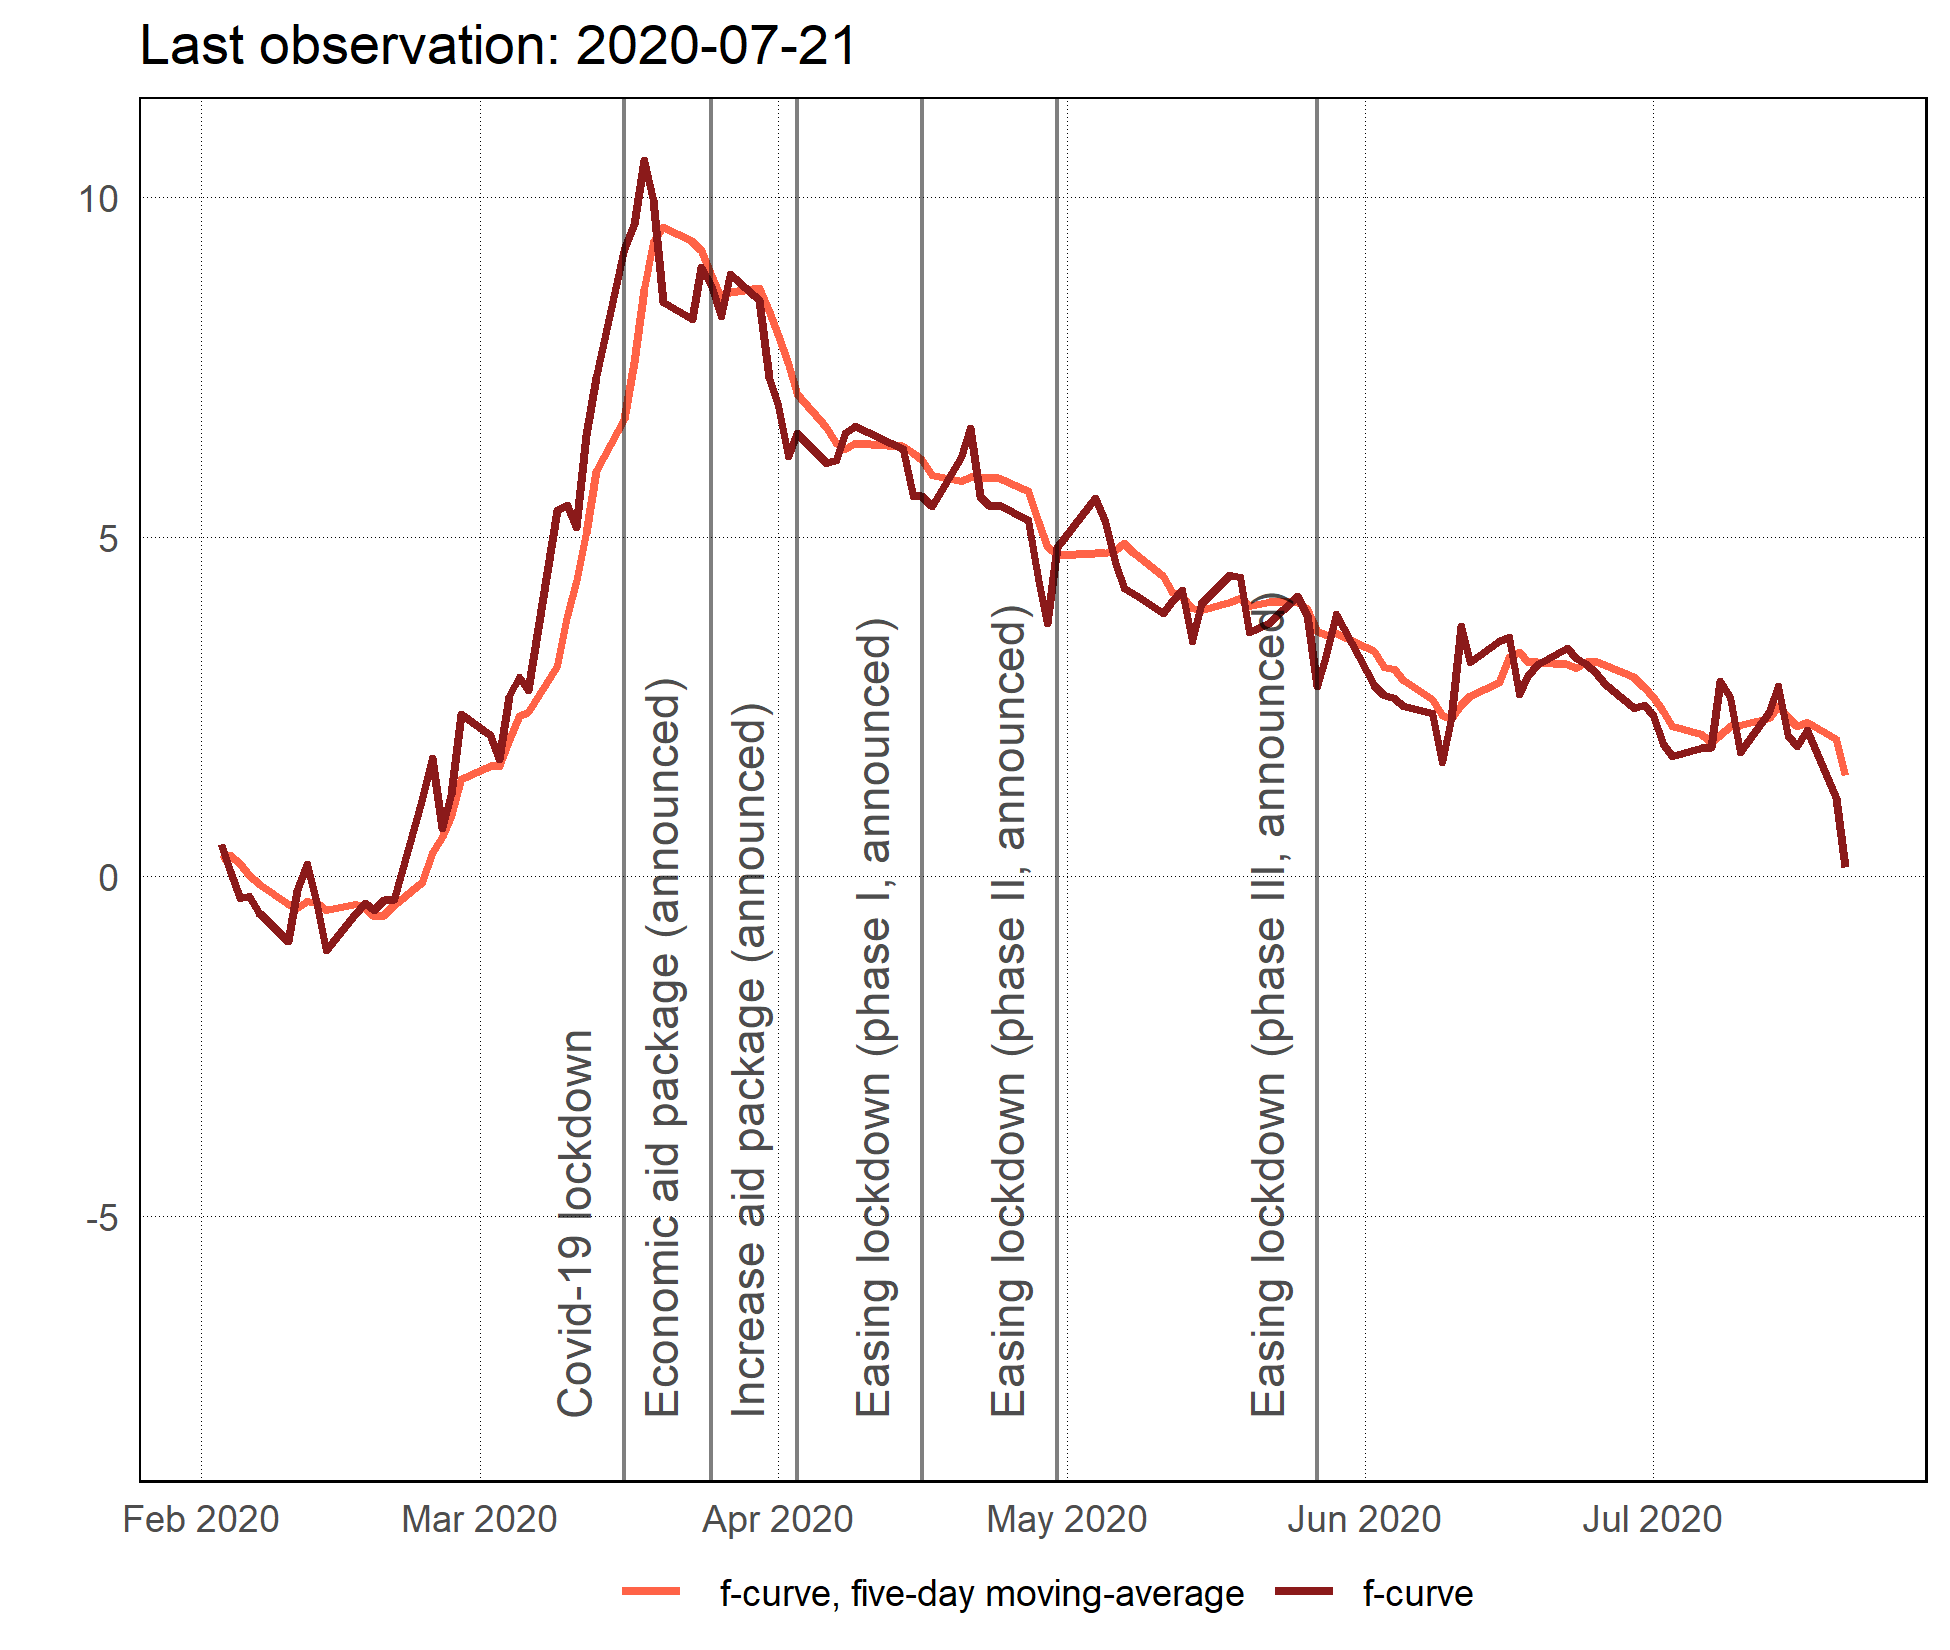 Last observation: 2020-07-21
10
5
0
-5
Covid-19 lockdown
Economic aid package (announced)
Increase aid package (announced)
Easing lockdown (phase I, announced)
Easing lockdown (phase II, announced)
Easing lockdown (phase III, announced)
Feb 2020 Mar 2020 Apr 2020 May 2020 Jun 2020 Jul 2020
f-curve, five-day moving-average f-curve